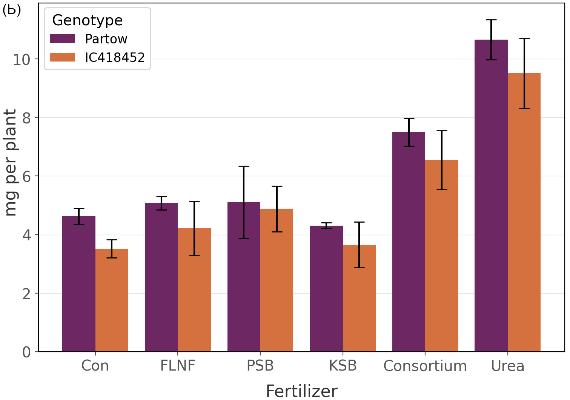 (b)
Genotype
Partow
IC418452
mg per plant
10
8
6
4
2
0
Con FLNF PSB KSB Consortium Urea
Fertilizer